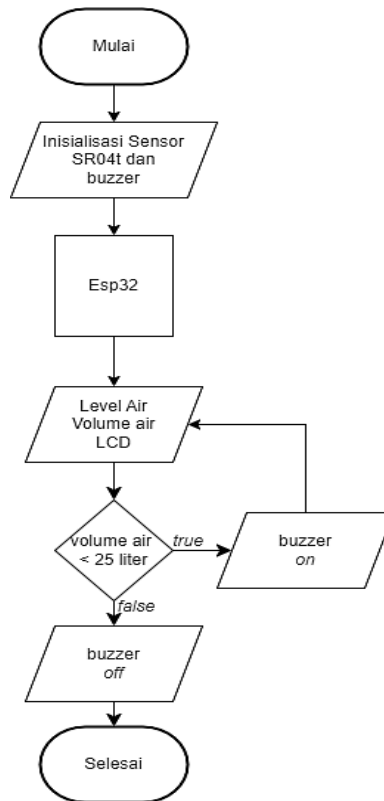 Mulai
Inisialisasi Sensor
SR04t dan
buzzer
Esp32
Level Air
Volume air
LCD
volume air
< 25 liter
true
buzzer
on
false
buzzer
off
Selesai